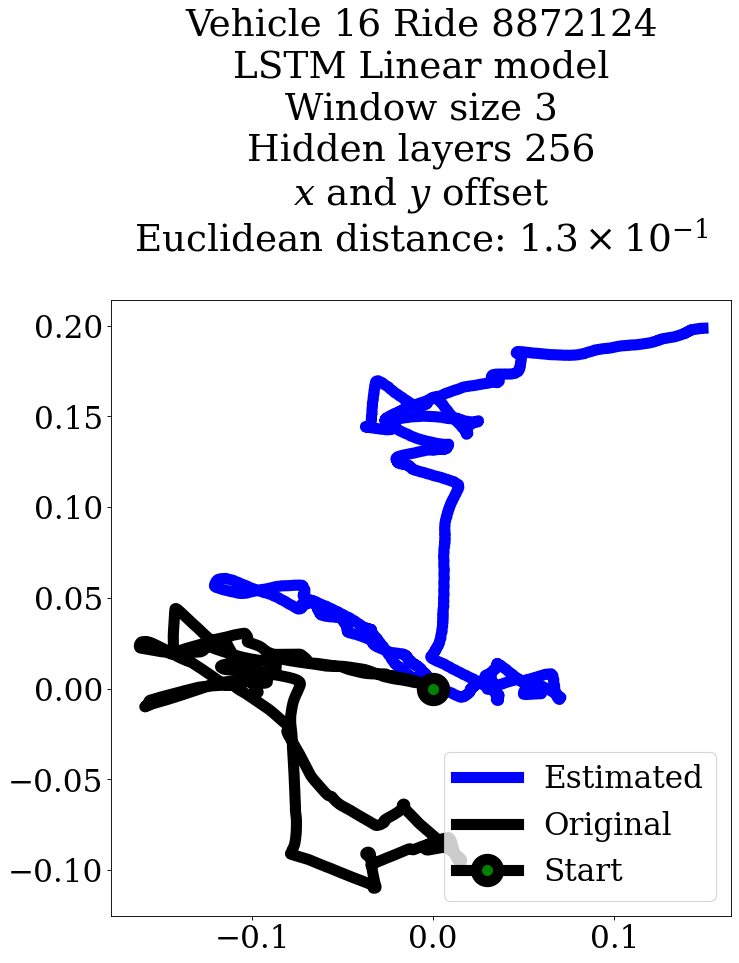 Vehicle 16 Ride 8872124
LSTM Linear model
Window size 3
Hidden layers 256
x and y offset
Euclidean distance: 1.3 × 10⁻¹
0.20
0.15
0.10
0.05
0.00
−0.05
−0.10
Estimated
Original
Start
−0.1 0.0 0.1